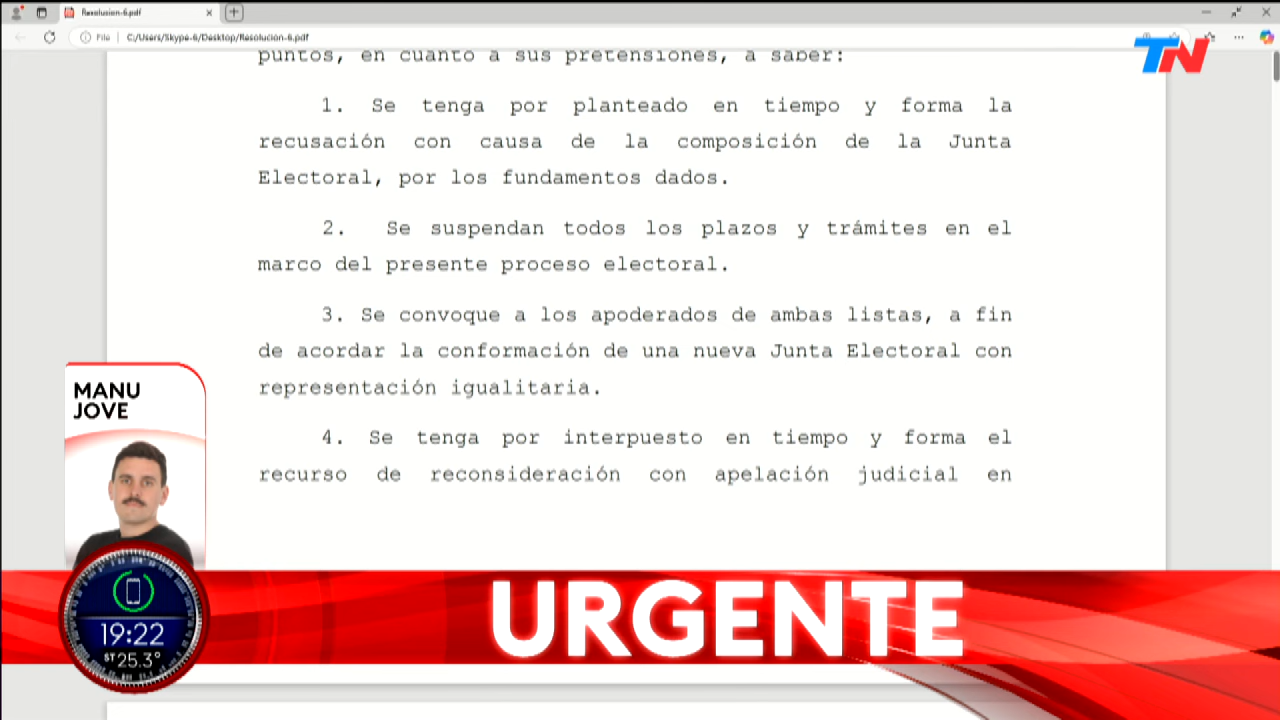 Resolusion-6.pdf
File
C:/Users/Skype-6/Desktop/Resolucion-6.pdf
TN
puntos, en cuanto a sus pretensiones, a saber:
1. Se tenga por planteado en tiempo y forma la
recusación con causa de la composición de la Junta
Electoral, por los fundamentos dados.
2. Se suspendan todos los plazos y trámites en el
marco del presente proceso electoral.
3. Se convoque a los apoderados de ambas listas, a fin
de acordar la conformación de una nueva Junta Electoral con
representación igualitaria.
4. Se tenga por interpuesto en tiempo y forma el
recurso de reconsideración con apelación judicial en
MANU
JOVE
URGENTE
19:22
ST 25.3°